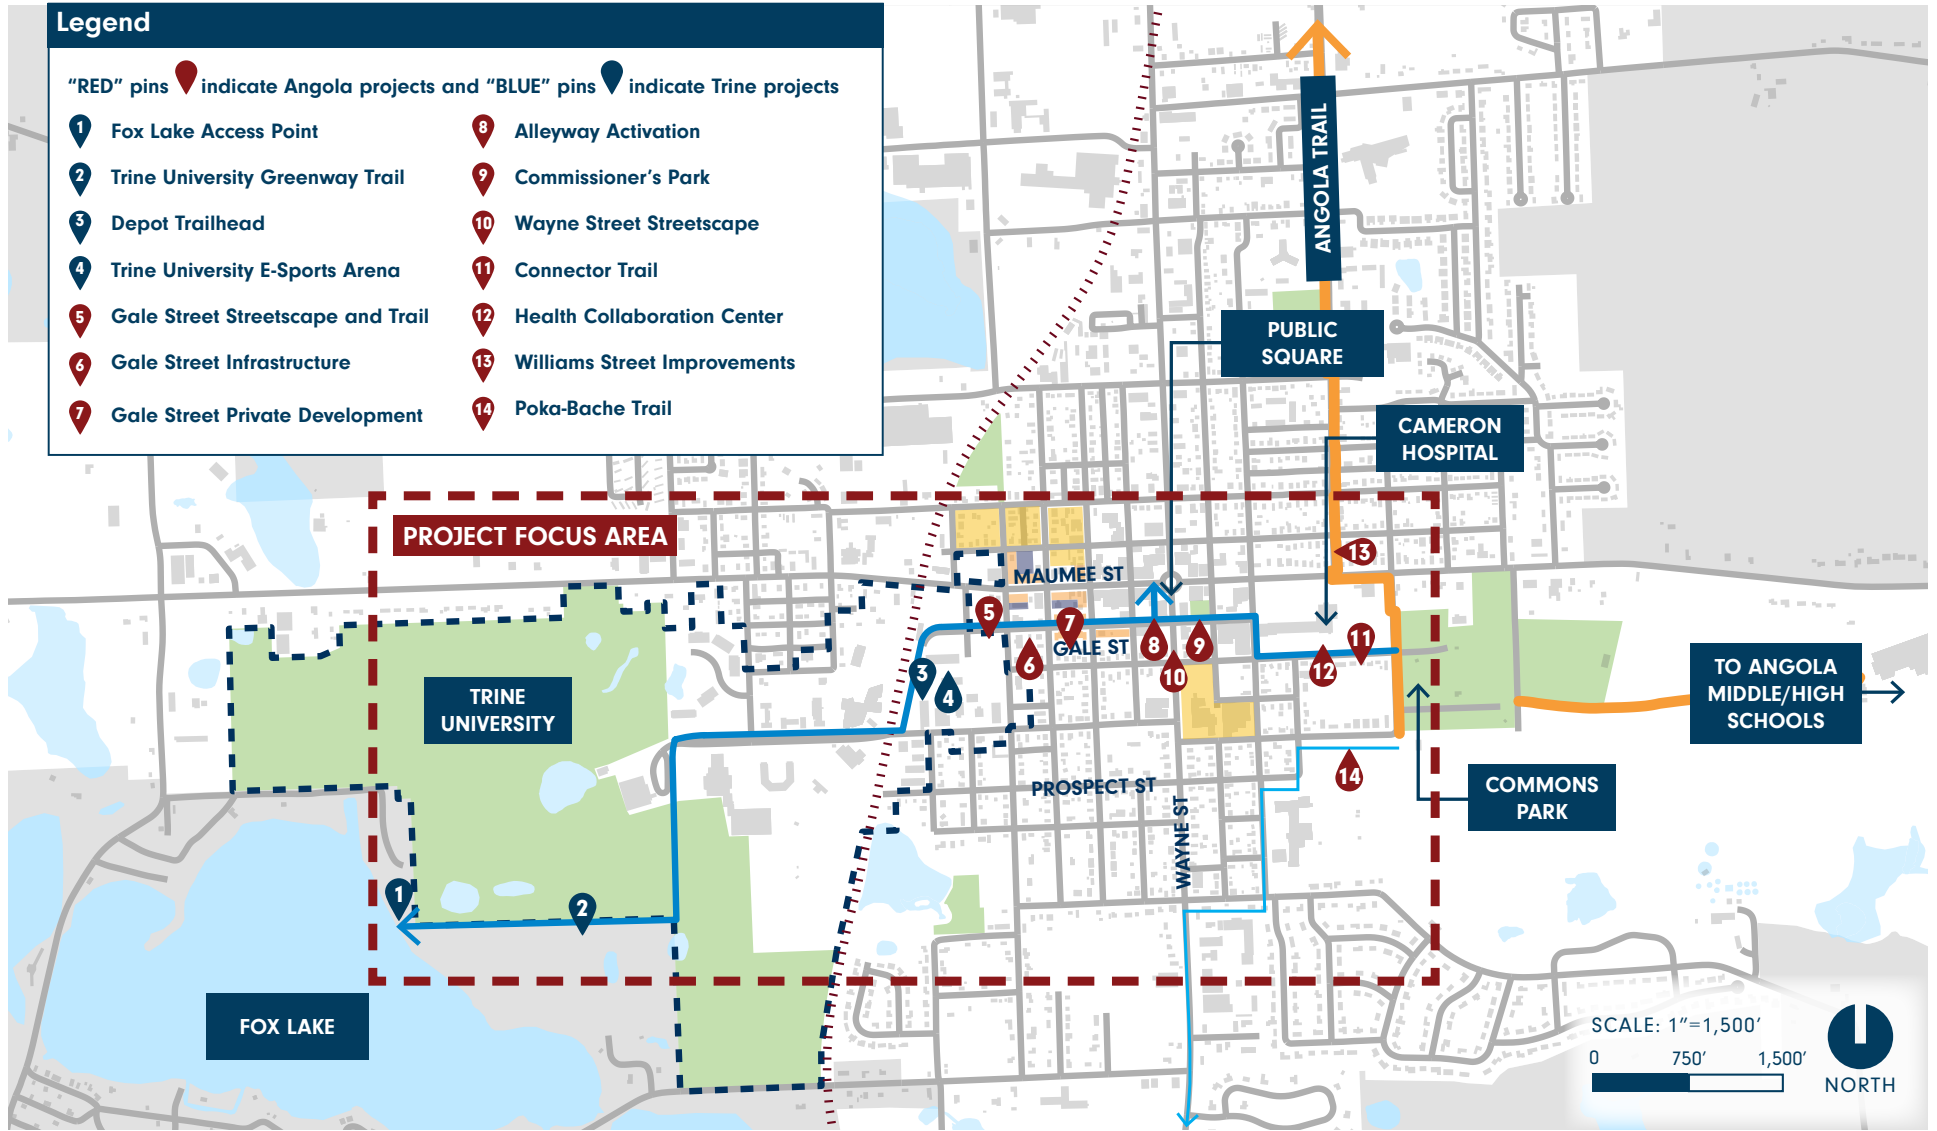 Legend
“RED” pins indicate Angola projects and “BLUE” pins indicate Trine projects
1 Fox Lake Access Point
2 Trine University Greenway Trail
3 Depot Trailhead
4 Trine University E-Sports Arena
5 Gale Street Streetscape and Trail
6 Gale Street Infrastructure
7 Gale Street Private Development
8 Alleyway Activation
9 Commissioner’s Park
10 Wayne Street Streetscape
11 Connector Trail
12 Health Collaboration Center
13 Williams Street Improvements
14 Poka-Bache Trail
ANGOLA TRAIL
PUBLIC
SQUARE
CAMERON
HOSPITAL
PROJECT FOCUS AREA
13
MAUMEE ST
5
7
GALE ST
6
8
9
10
11
12
3
4
TRINE
UNIVERSITY
TO ANGOLA
MIDDLE/HIGH
SCHOOLS
14
PROSPECT ST
WAYNE ST
COMMONS
PARK
1
2
FOX LAKE
SCALE: 1”=1,500’
0 750’ 1,500’
NORTH